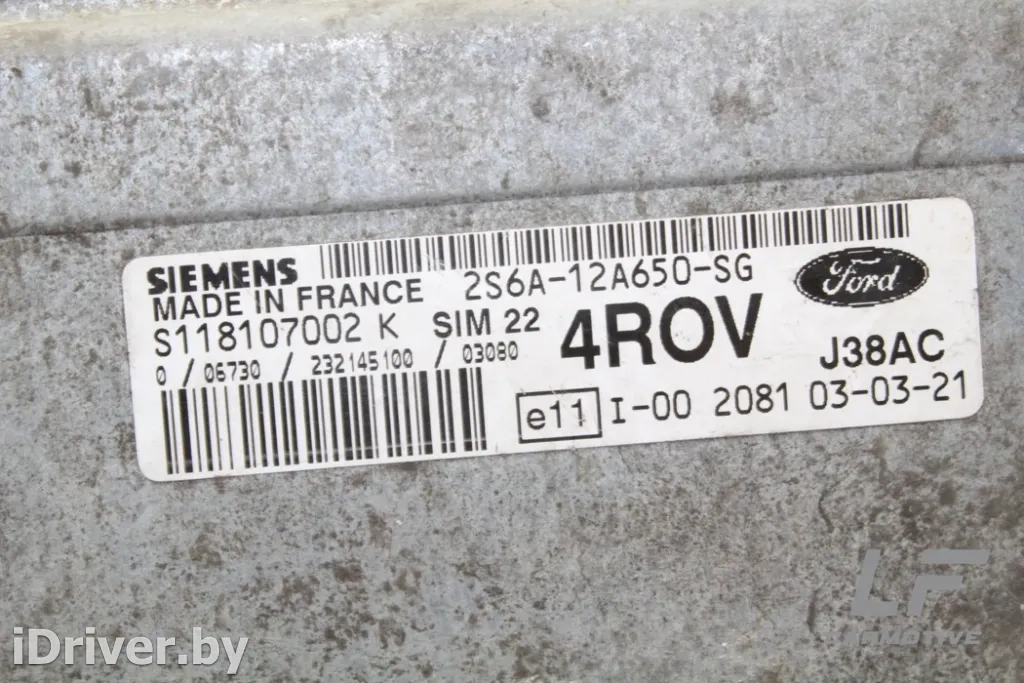 SIEMENS
MADE IN FRANCE 2S6A-12A650-SG Ford
S118107002 K SIM 22 4ROV J38AC
0 / 06730 / 232145100 / 03080
e11 I-00 2081 03-03-21
LF
iDriver.by